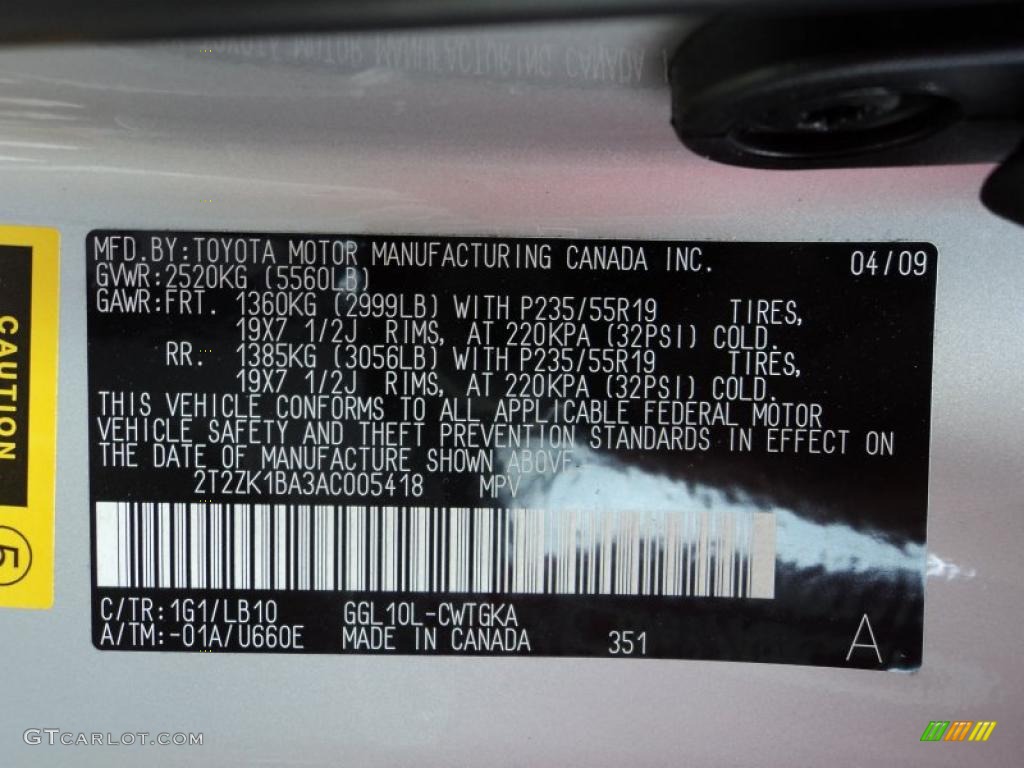 TOYOTA MOTOR MANUFACTURING CANADA
MFD.BY:TOYOTA MOTOR MANUFACTURING CANADA INC. 04/09
GVWR:2520KG (5560LB)
GAWR:FRT. 1360KG (2999LB) WITH P235/55R19 TIRES,
19X7 1/2J RIMS, AT 220KPA (32PSI) COLD.
RR. 1385KG (3056LB) WITH P235/55R19 TIRES,
19X7 1/2J RIMS, AT 220KPA (32PSI) COLD.
THIS VEHICLE CONFORMS TO ALL APPLICABLE FEDERAL MOTOR
VEHICLE SAFETY AND THEFT PREVENTION STANDARDS IN EFFECT ON
THE DATE OF MANUFACTURE SHOWN ABOVE.
2T2ZK1BA3AC005418 MPV
C/TR:1G1/LB10 GGL10L-CWTGKA
A/TM:-01A/U660E MADE IN CANADA 351 A
CAUTION
5
GTCARLOT.COM